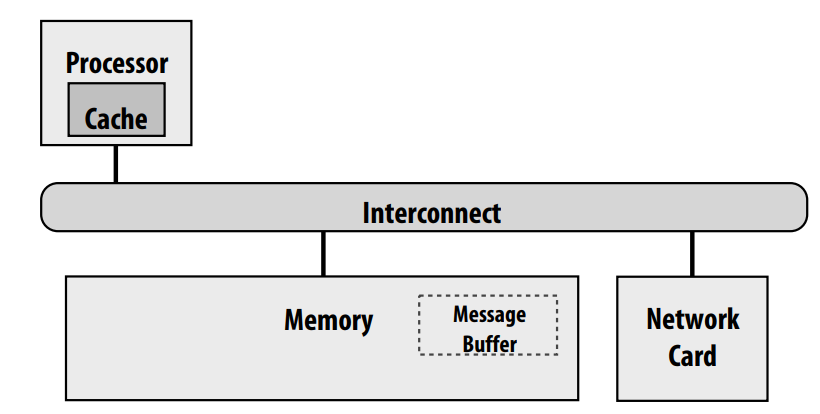 Processor
Cache
Interconnect
Memory
Message
Buffer
Network
Card